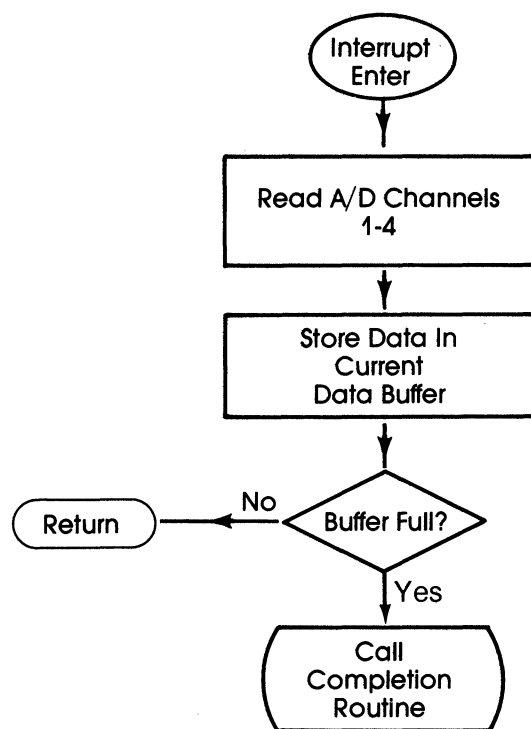 Interrupt
Enter
Read A/D Channels
1-4
Store Data In
Current
Data Buffer
No
Return
Buffer Full?
Yes
Call
Completion
Routine